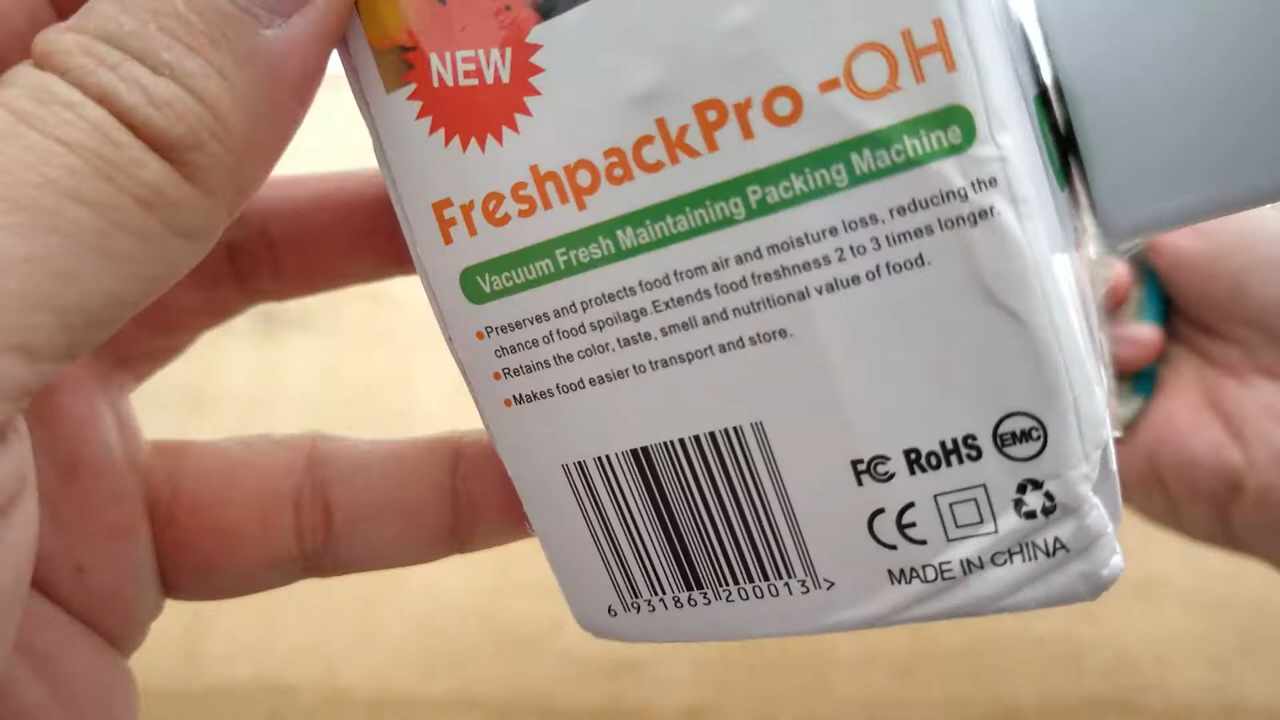 NEW
FreshpackPro -QH
Vacuum Fresh Maintaining Packing Machine
•Preserves and protects food from air and moisture loss, reducing the
chance of food spoilage.Extends food freshness 2 to 3 times longer.
•Retains the color, taste, smell and nutritional value of food.
•Makes food easier to transport and store.
FC RoHS EMC
CE
MADE IN CHINA
6 931863 200013 >